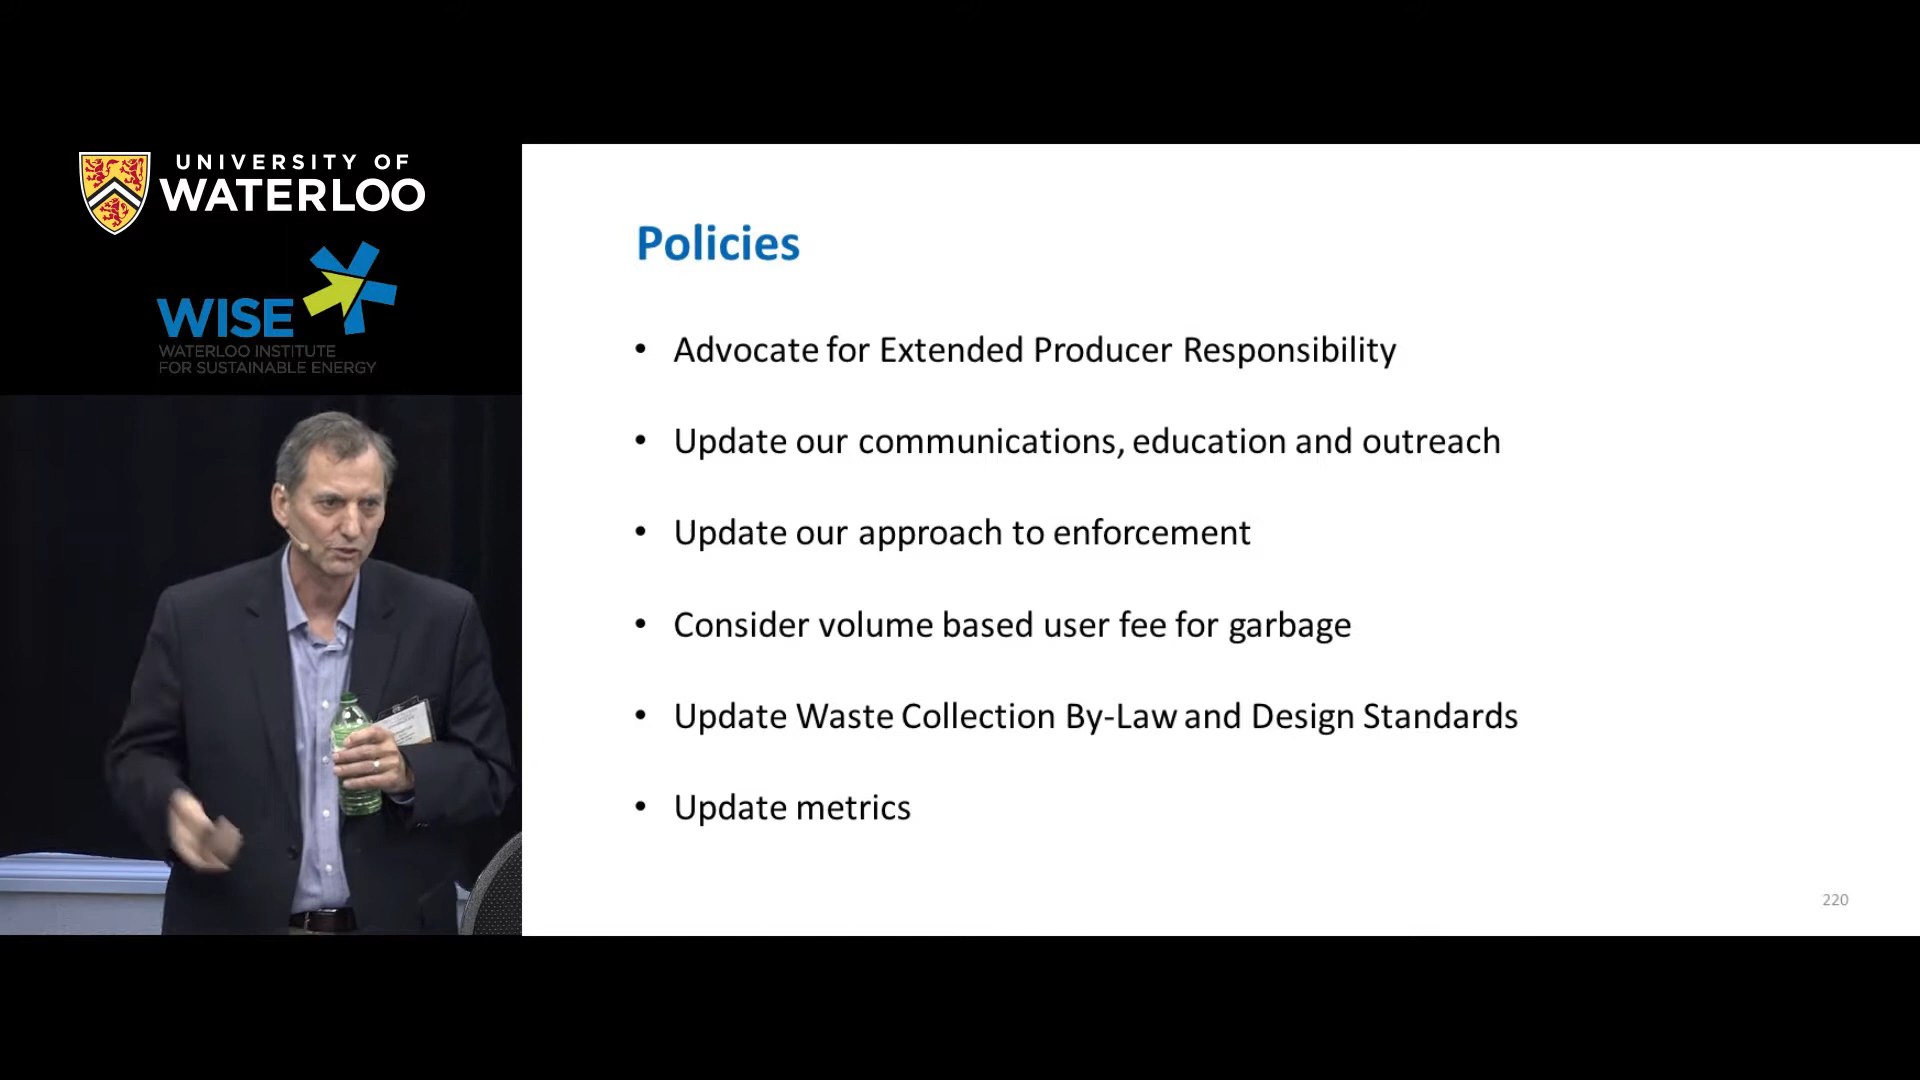 UNIVERSITY OF
WATERLOO
WISE
WATERLOO INSTITUTE
FOR SUSTAINABLE ENERGY
Policies
• Advocate for Extended Producer Responsibility
• Update our communications, education and outreach
• Update our approach to enforcement
• Consider volume based user fee for garbage
• Update Waste Collection By-Law and Design Standards
• Update metrics
220